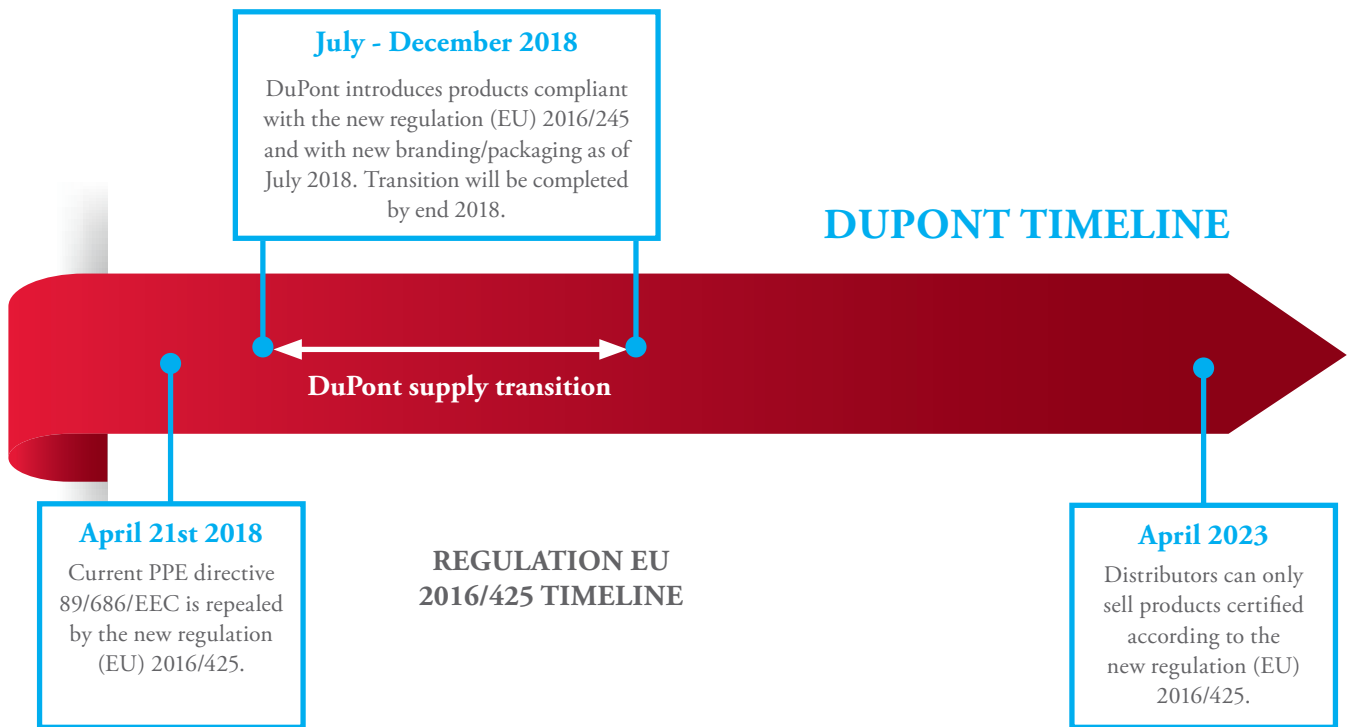 July - December 2018
DuPont introduces products compliant
with the new regulation (EU) 2016/245
and with new branding/packaging as of
July 2018. Transition will be completed
by end 2018.
DUPONT TIMELINE
DuPont supply transition
April 21st 2018
Current PPE directive
89/686/EEC is repealed
by the new regulation
(EU) 2016/425.
REGULATION EU
2016/425 TIMELINE
April 2023
Distributors can only
sell products certified
according to the
new regulation (EU)
2016/425.